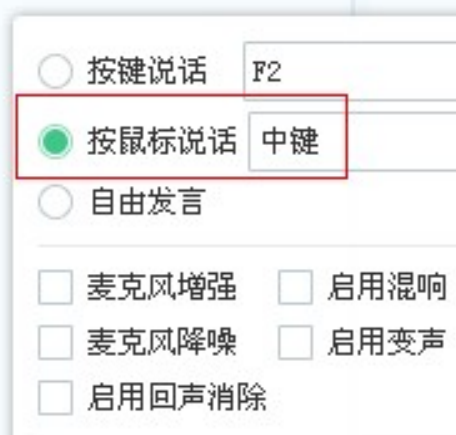 按键说话 F2
按鼠标说话 中键
自由发言
麦克风增强 启用混响
麦克风降噪 启用变声
启用回声消除